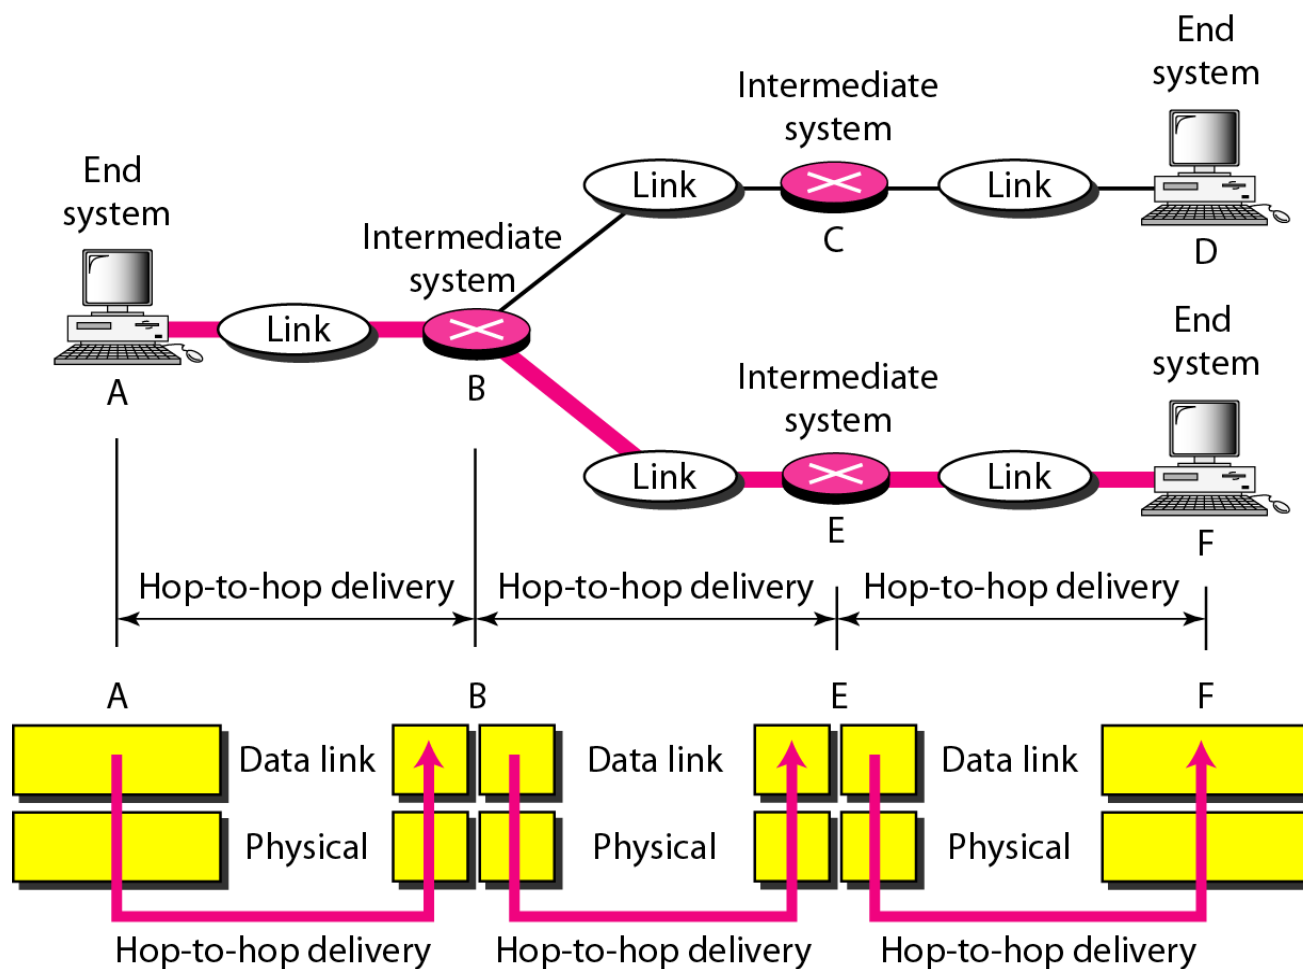 End
system
Intermediate
system
Link
Link
C
D
End
system
Intermediate
system
Link
A
B
End
system
Intermediate
system
Link
Link
E
F
Hop-to-hop delivery
Hop-to-hop delivery
Hop-to-hop delivery
A
B
E
F
Data link
Data link
Data link
Physical
Physical
Physical
Hop-to-hop delivery
Hop-to-hop delivery
Hop-to-hop delivery